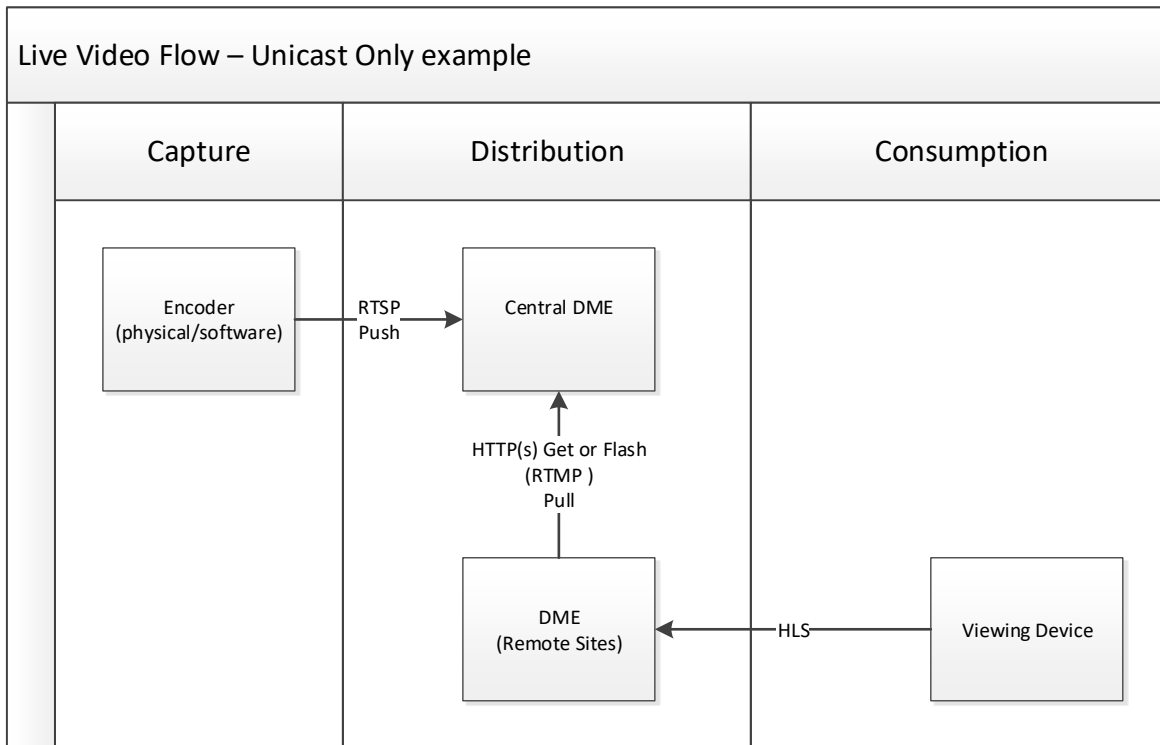 Live Video Flow – Unicast Only example
Capture
Distribution
Consumption
Encoder
(physical/software)
RTSP
Push
Central DME
HTTP(s) Get or Flash
(RTMP )
Pull
DME
(Remote Sites)
HLS
Viewing Device